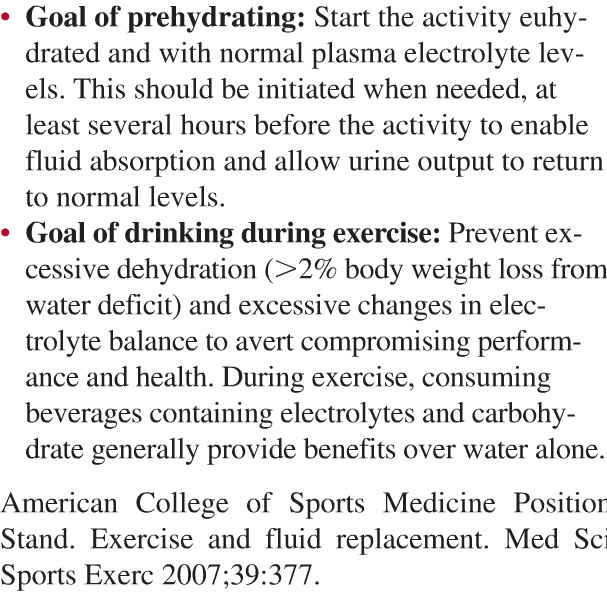 • Goal of prehydrating: Start the activity euhy-
drated and with normal plasma electrolyte lev-
els. This should be initiated when needed, at
least several hours before the activity to enable
fluid absorption and allow urine output to return
to normal levels.
• Goal of drinking during exercise: Prevent ex-
cessive dehydration (>2% body weight loss from
water deficit) and excessive changes in elec-
trolyte balance to avert compromising perform-
ance and health. During exercise, consuming
beverages containing electrolytes and carbohy-
drate generally provide benefits over water alone.
American College of Sports Medicine Position
Stand. Exercise and fluid replacement. Med Sci
Sports Exerc 2007;39:377.